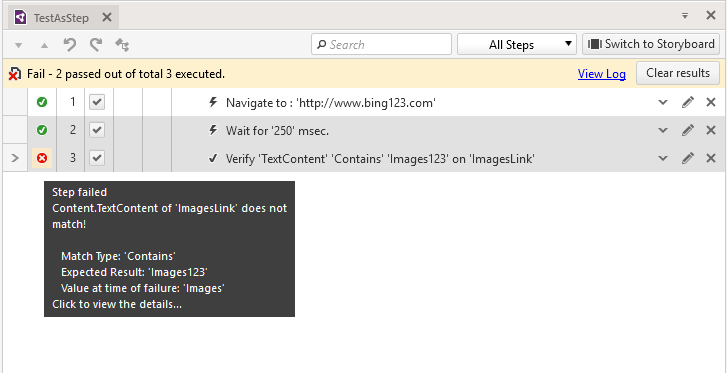 TestAsStep
Search
All Steps
Switch to Storyboard
Fail - 2 passed out of total 3 executed.
View Log
Clear results
1 Navigate to : 'http://www.bing123.com'
2 Wait for '250' msec.
3 Verify 'TextContent' 'Contains' 'Images123' on 'ImagesLink'
Step failed
Content.TextContent of 'ImagesLink' does not
match!
Match Type: 'Contains'
Expected Result: 'Images123'
Value at time of failure: 'Images'
Click to view the details...